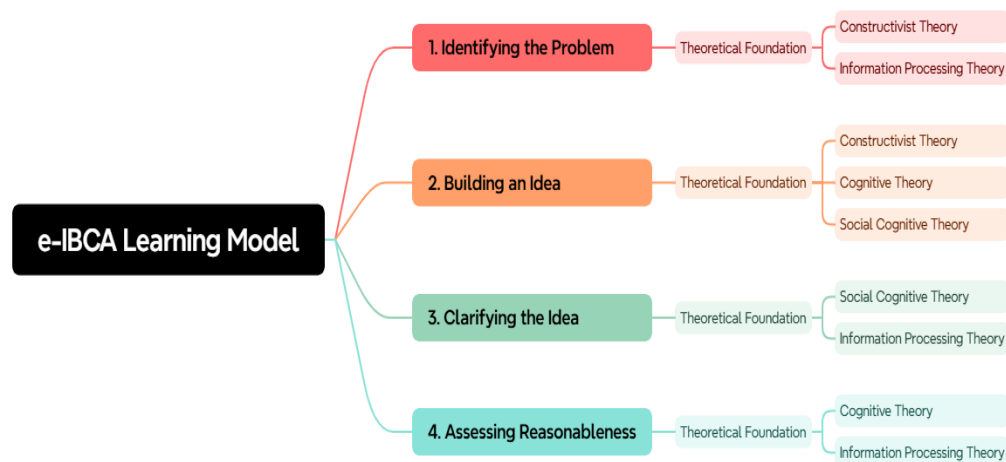 e-IBCA Learning Model
1. Identifying the Problem
Theoretical Foundation
Constructivist Theory
Information Processing Theory
2. Building an Idea
Theoretical Foundation
Constructivist Theory
Cognitive Theory
Social Cognitive Theory
3. Clarifying the Idea
Theoretical Foundation
Social Cognitive Theory
Information Processing Theory
4. Assessing Reasonableness
Theoretical Foundation
Cognitive Theory
Information Processing Theory